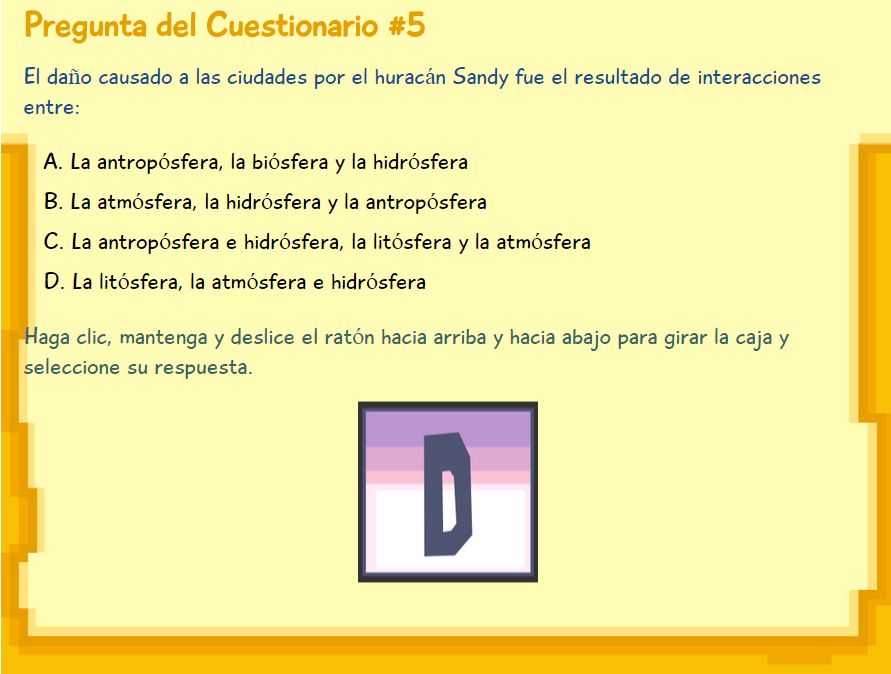 Pregunta del Cuestionario #5
El daño causado a las ciudades por el huracán Sandy fue el resultado de interacciones
entre:
A. La antropósfera, la biósfera y la hidrósfera
B. La atmósfera, la hidrósfera y la antropósfera
C. La antropósfera e hidrósfera, la litósfera y la atmósfera
D. La litósfera, la atmósfera e hidrósfera
Haga clic, mantenga y deslice el ratón hacia arriba y hacia abajo para girar la caja y
seleccione su respuesta.
D